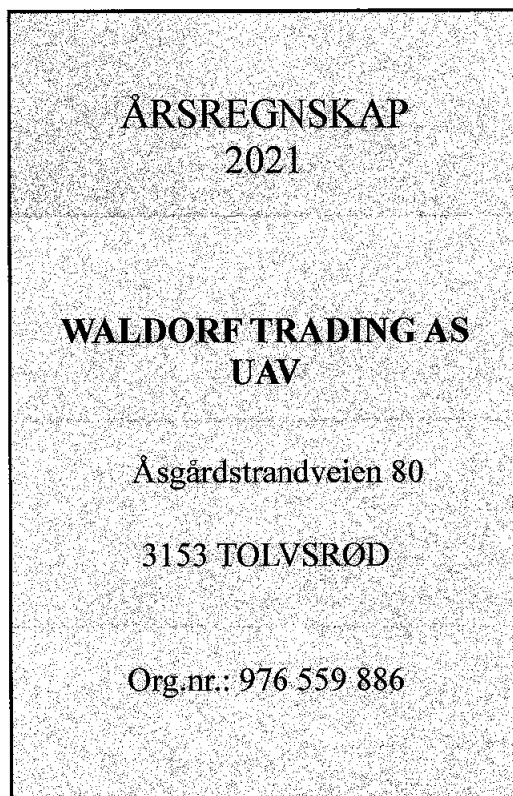 ÅRSREGNSKAP
2021
WALDORF TRADING AS
UAV
Åsgårdstrandveien 80
3153 TOLVSRØD
Org.nr.: 976 559 886